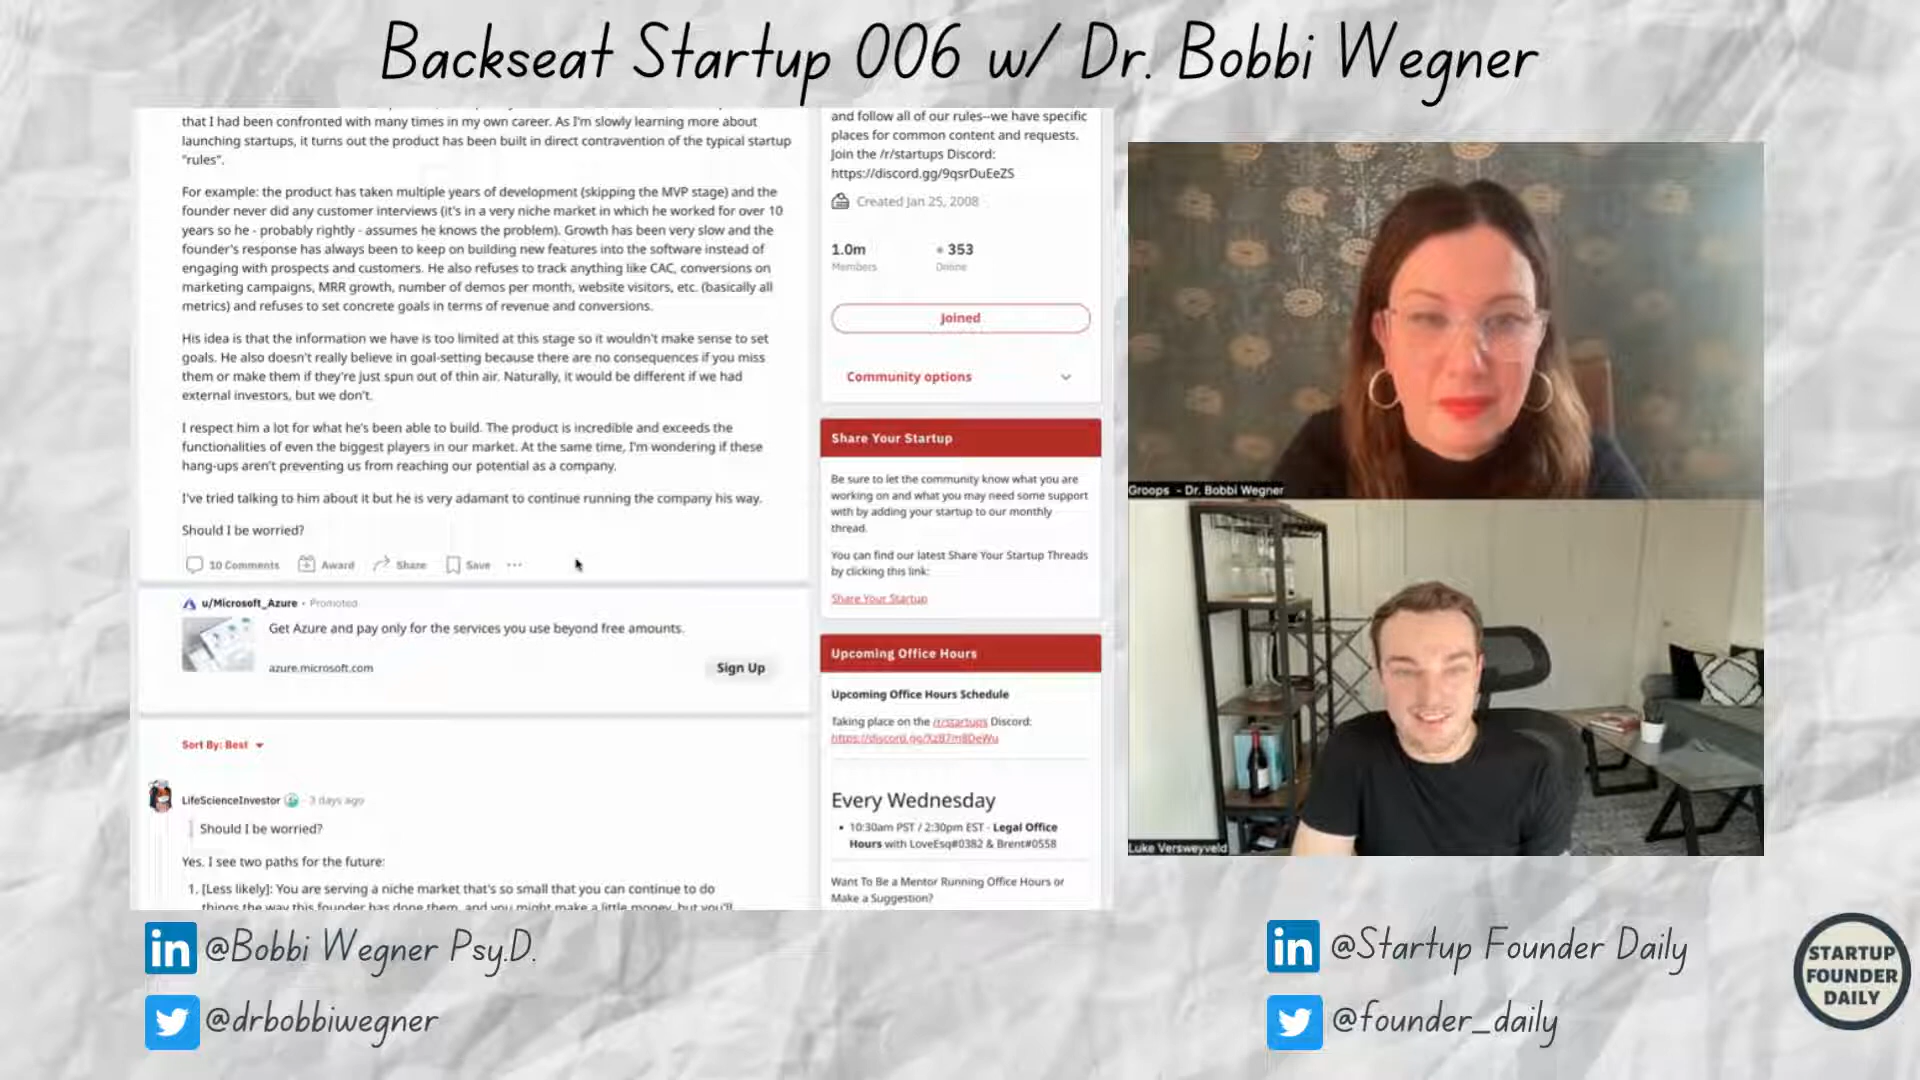 Backseat Startup 006 w/ Dr. Bobbi Wegner
that I had been confronted with many times in my own career. As I'm slowly learning more about
launching startups, it turns out the product has been built in direct contravention of the typical startup
"rules".
For example: the product has taken multiple years of development (skipping the MVP stage) and the
founder never did any customer interviews (it's in a very niche market in which he worked for over 10
years so he - probably rightly - assumes he knows the problem). Growth has been very slow and the
founder's response has always been to keep on building new features into the software instead of
engaging with prospects and customers. He also refuses to track anything like CAC, conversions on
marketing campaigns, MRR growth, number of demos per month, website visitors, etc. (basically all
metrics) and refuses to set concrete goals in terms of revenue and conversions.
His idea is that the information we have is too limited at this stage so it wouldn't make sense to set
goals. He also doesn't really believe in goal-setting because there are no consequences if you miss
them or make them if they're just spun out of thin air. Naturally, it would be different if we had
external investors, but we don't.
I respect him a lot for what he's been able to build. The product is incredible and exceeds the
functionalities of even the biggest players in our market. At the same time, I'm wondering if these
hang-ups aren't preventing us from reaching our potential as a company.
I've tried talking to him about it but he is very adamant to continue running the company his way.
Should I be worried?
10 Comments Award Share Save ...
u/Microsoft_Azure • Promoted
Get Azure and pay only for the services you use beyond free amounts.
azure.microsoft.com
Sign Up
Sort By: Best
LifeScienceInvestor · 3 days ago
Should I be worried?
Yes. I see two paths for the future:
1. [Less likely]: You are serving a niche market that's so small that you can continue to do
things the way this founder has done them, and you might make a little money, but you'll
and follow all of our rules--we have specific
places for common content and requests.
Join the /r/startups Discord:
https://discord.gg/9qsrDuEeZS
Created Jan 25, 2008
1.0m
Members
353
Online
Joined
Community options
Share Your Startup
Be sure to let the community know what you are
working on and what you may need some support
with by adding your startup to our monthly
thread.
You can find our latest Share Your Startup Threads
by clicking this link:
Share Your Startup
Upcoming Office Hours
Upcoming Office Hours Schedule
Taking place on the /r/startups Discord:
Every Wednesday
• 10:30am PST / 2:30pm EST - Legal Office
Hours with LoveEsq#0382 & Brent#0558
Want To Be a Mentor Running Office Hours or
Make a Suggestion?
Groops - Dr. Bobbi Wegner
Luke Versweyveld
in @Bobbi Wegner Psy.D.
@drbobbiwegner
in @Startup Founder Daily
@founder_daily
STARTUP
FOUNDER
DAILY